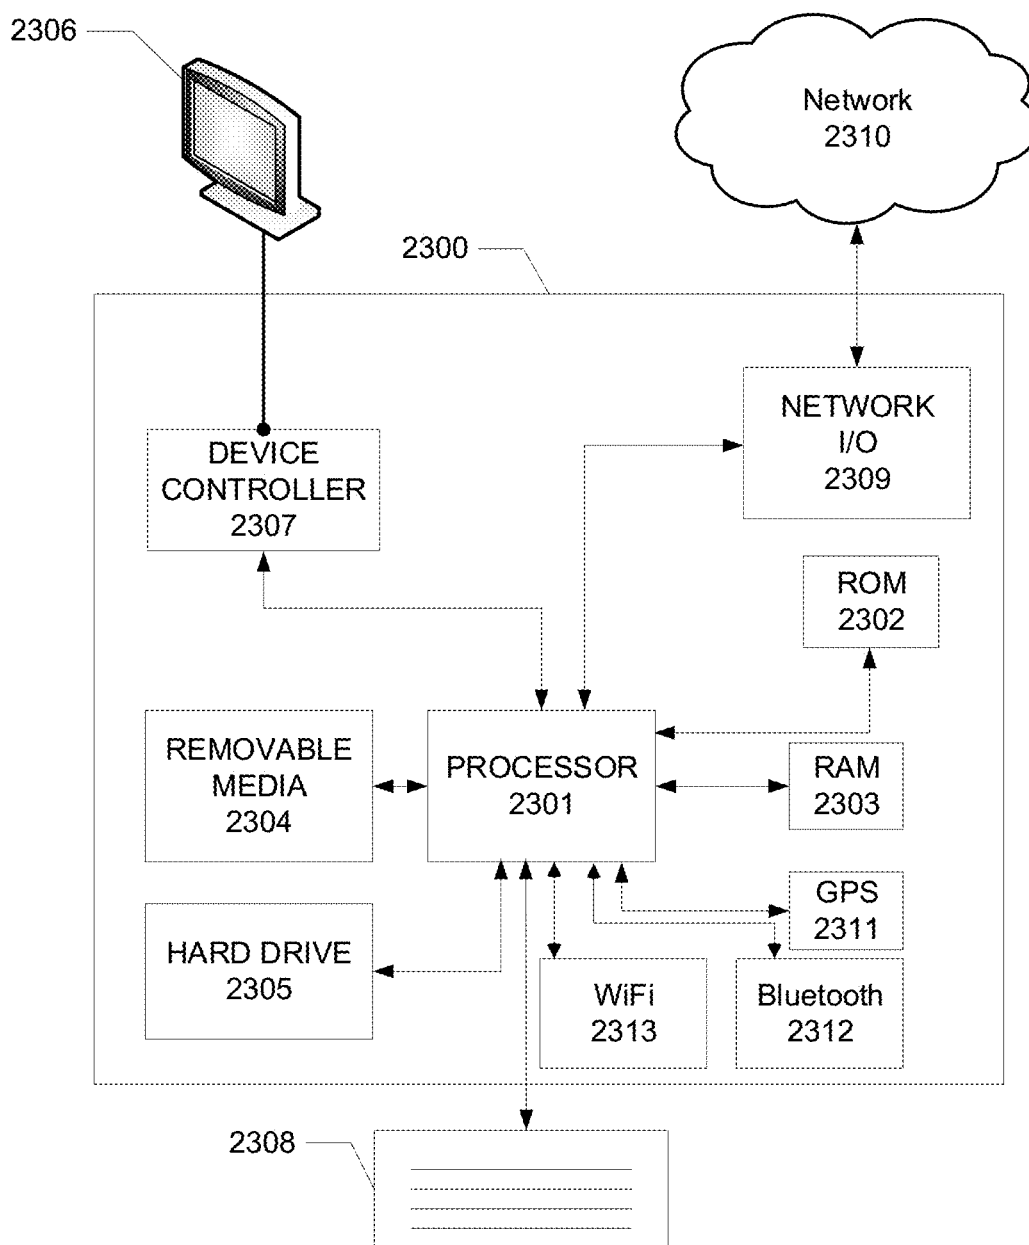 2306
Network
2310
2300
NETWORK
I/O
2309
DEVICE
CONTROLLER
2307
ROM
2302
REMOVABLE
MEDIA
2304
PROCESSOR
2301
RAM
2303
GPS
2311
HARD DRIVE
2305
WiFi
2313
Bluetooth
2312
2308